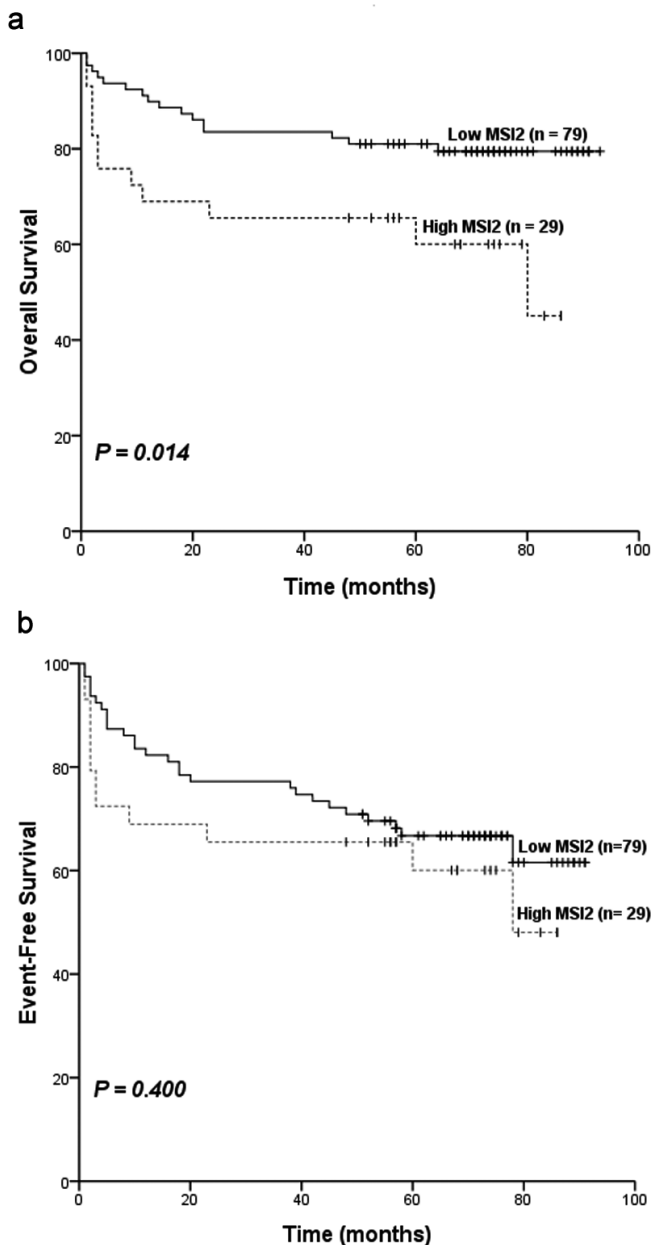 a
100
80
60
40
20
0
Overall Survival
Low MSI2 (n = 79)
High MSI2 (n = 29)
P = 0.014
0 20 40 60 80 100
Time (months)
b
100
80
60
40
20
0
Event-Free Survival
Low MSI2 (n=79)
High MSI2 (n= 29)
P = 0.400
0 20 40 60 80 100
Time (months)